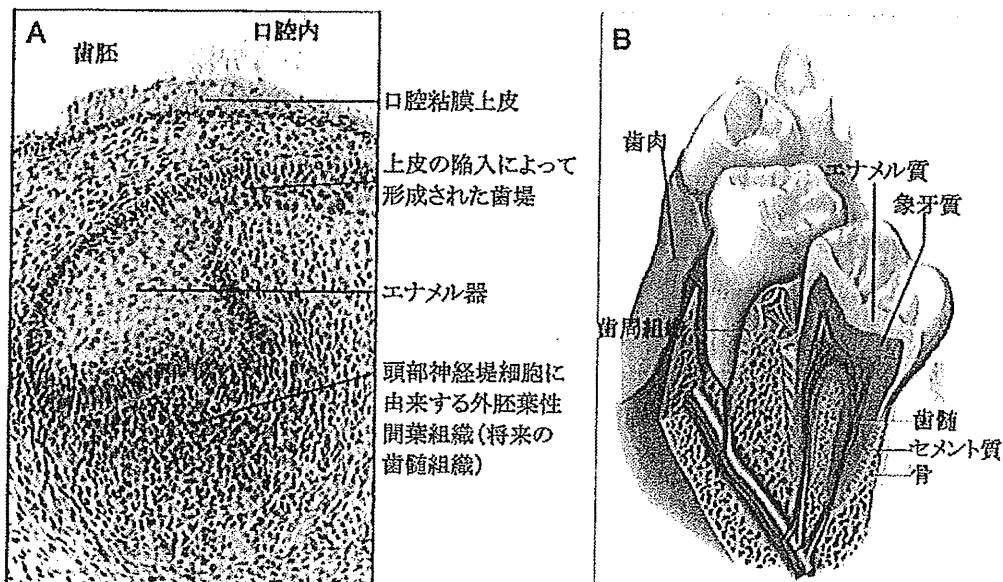 A
歯胚
口腔内
口腔粘膜上皮
上皮の陥入によって
形成された歯堤
エナメル器
頭部神経堤細胞に
由来する外胚葉性
間葉組織(将来の
歯髄組織)
B
歯肉
エナメル質
象牙質
歯周組織
歯髄
セメント質
骨